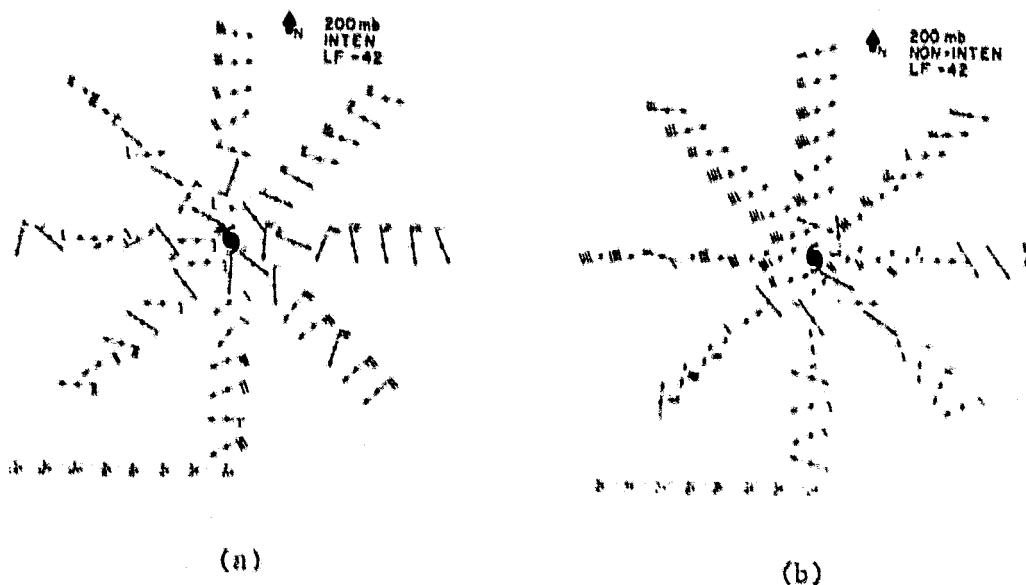 N
200 mb
INTEN
LF = 42
N
200 mb
NON-INTEN
LF = 42
(a)
(b)